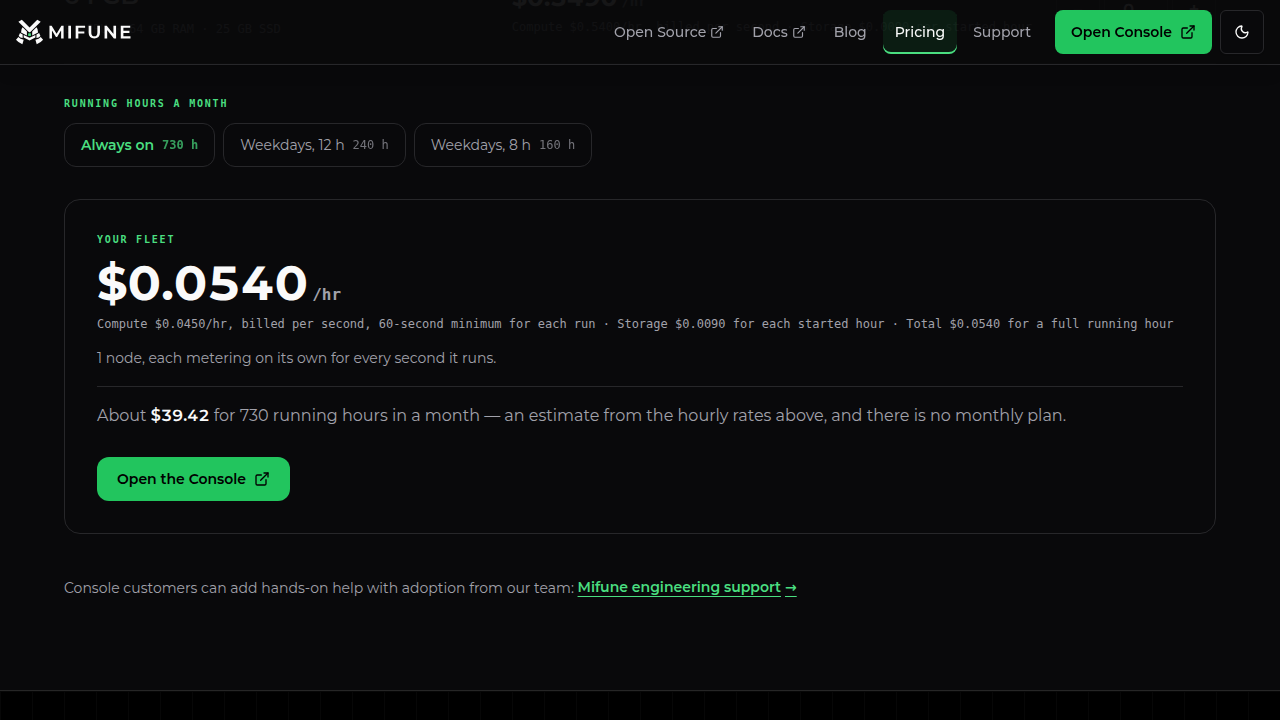 MIFUNE
Open Source
Docs
Blog
Pricing
Support
Open Console
RUNNING HOURS A MONTH
Always on 730 h
Weekdays, 12 h 240 h
Weekdays, 8 h 160 h
YOUR FLEET
$0.0540 /hr
Compute $0.0450/hr, billed per second, 60-second minimum for each run · Storage $0.0090 for each started hour · Total $0.0540 for a full running hour
1 node, each metering on its own for every second it runs.
About $39.42 for 730 running hours in a month — an estimate from the hourly rates above, and there is no monthly plan.
Open the Console
Console customers can add hands-on help with adoption from our team: Mifune engineering support →